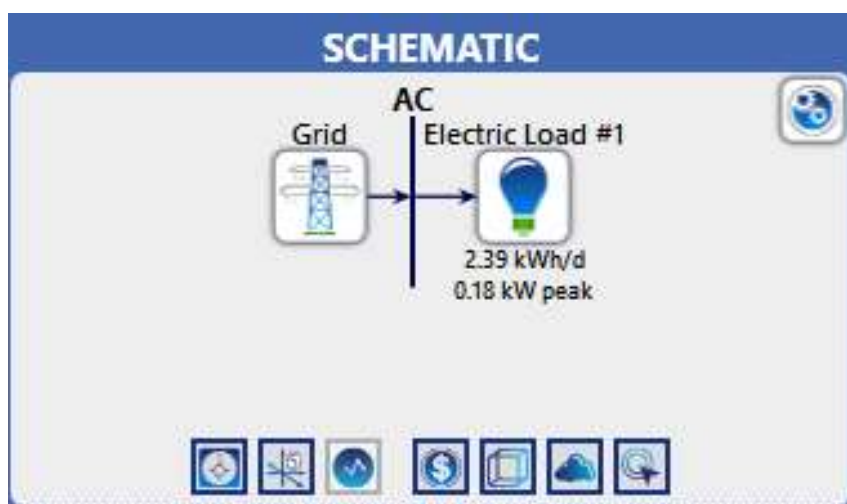 SCHEMATIC
AC
Grid
Electric Load #1
2.39 kWh/d
0.18 kW peak